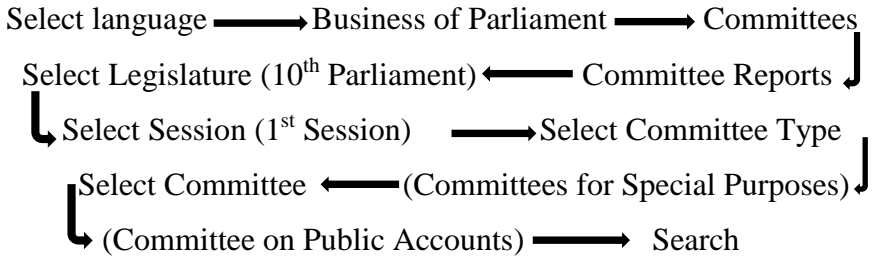 Select language Business of Parliament Committees
Select Legislature (10th Parliament) Committee Reports
Select Session (1st Session) Select Committee Type
Select Committee (Committees for Special Purposes)
(Committee on Public Accounts) Search